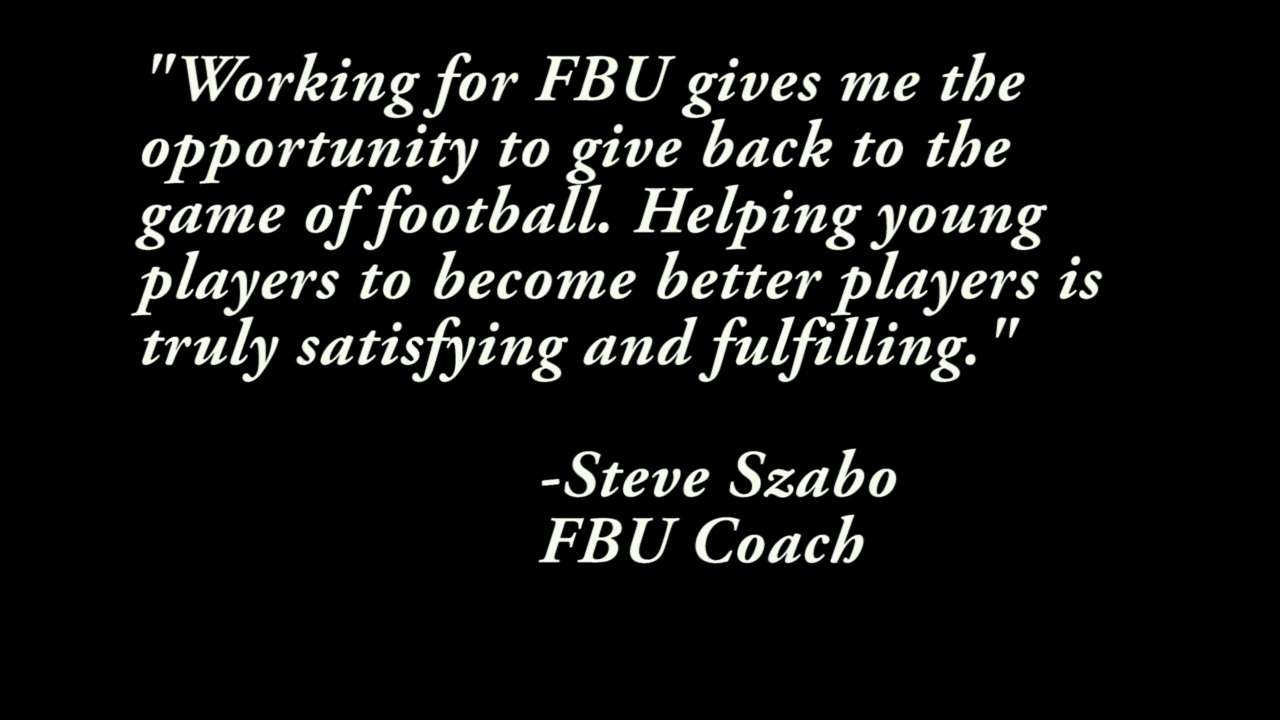 "Working for FBU gives me the
opportunity to give back to the
game of football. Helping young
players to become better players is
truly satisfying and fulfilling."
-Steve Szabo
FBU Coach